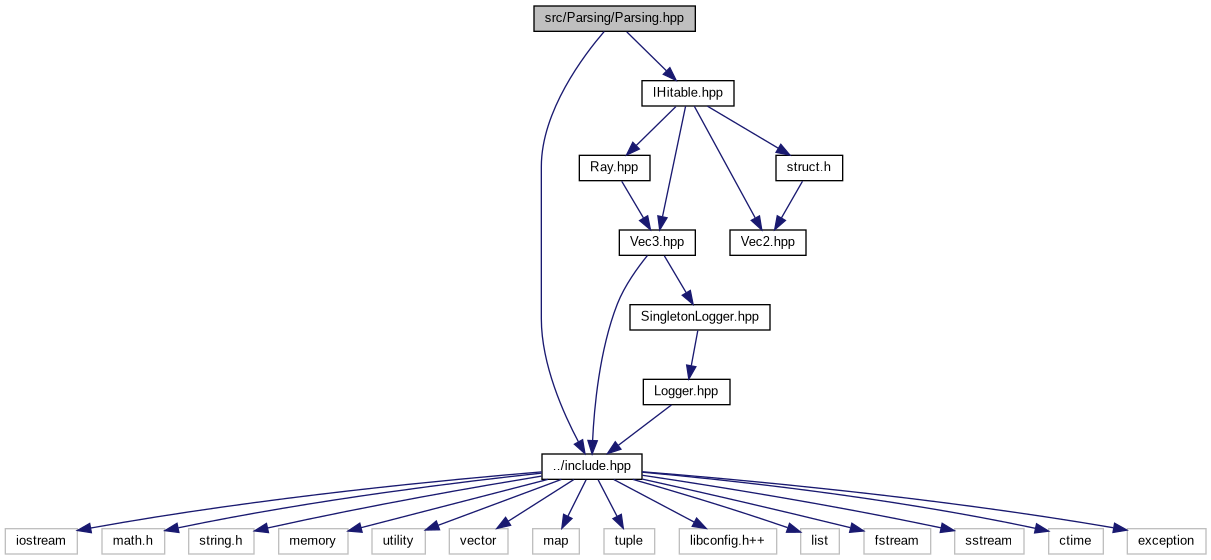 src/Parsing/Parsing.hpp
IHitable.hpp
Ray.hpp
struct.h
Vec3.hpp
Vec2.hpp
SingletonLogger.hpp
Logger.hpp
../include.hpp
iostream
math.h
string.h
memory
utility
vector
map
tuple
libconfig.h++
list
fstream
sstream
ctime
exception